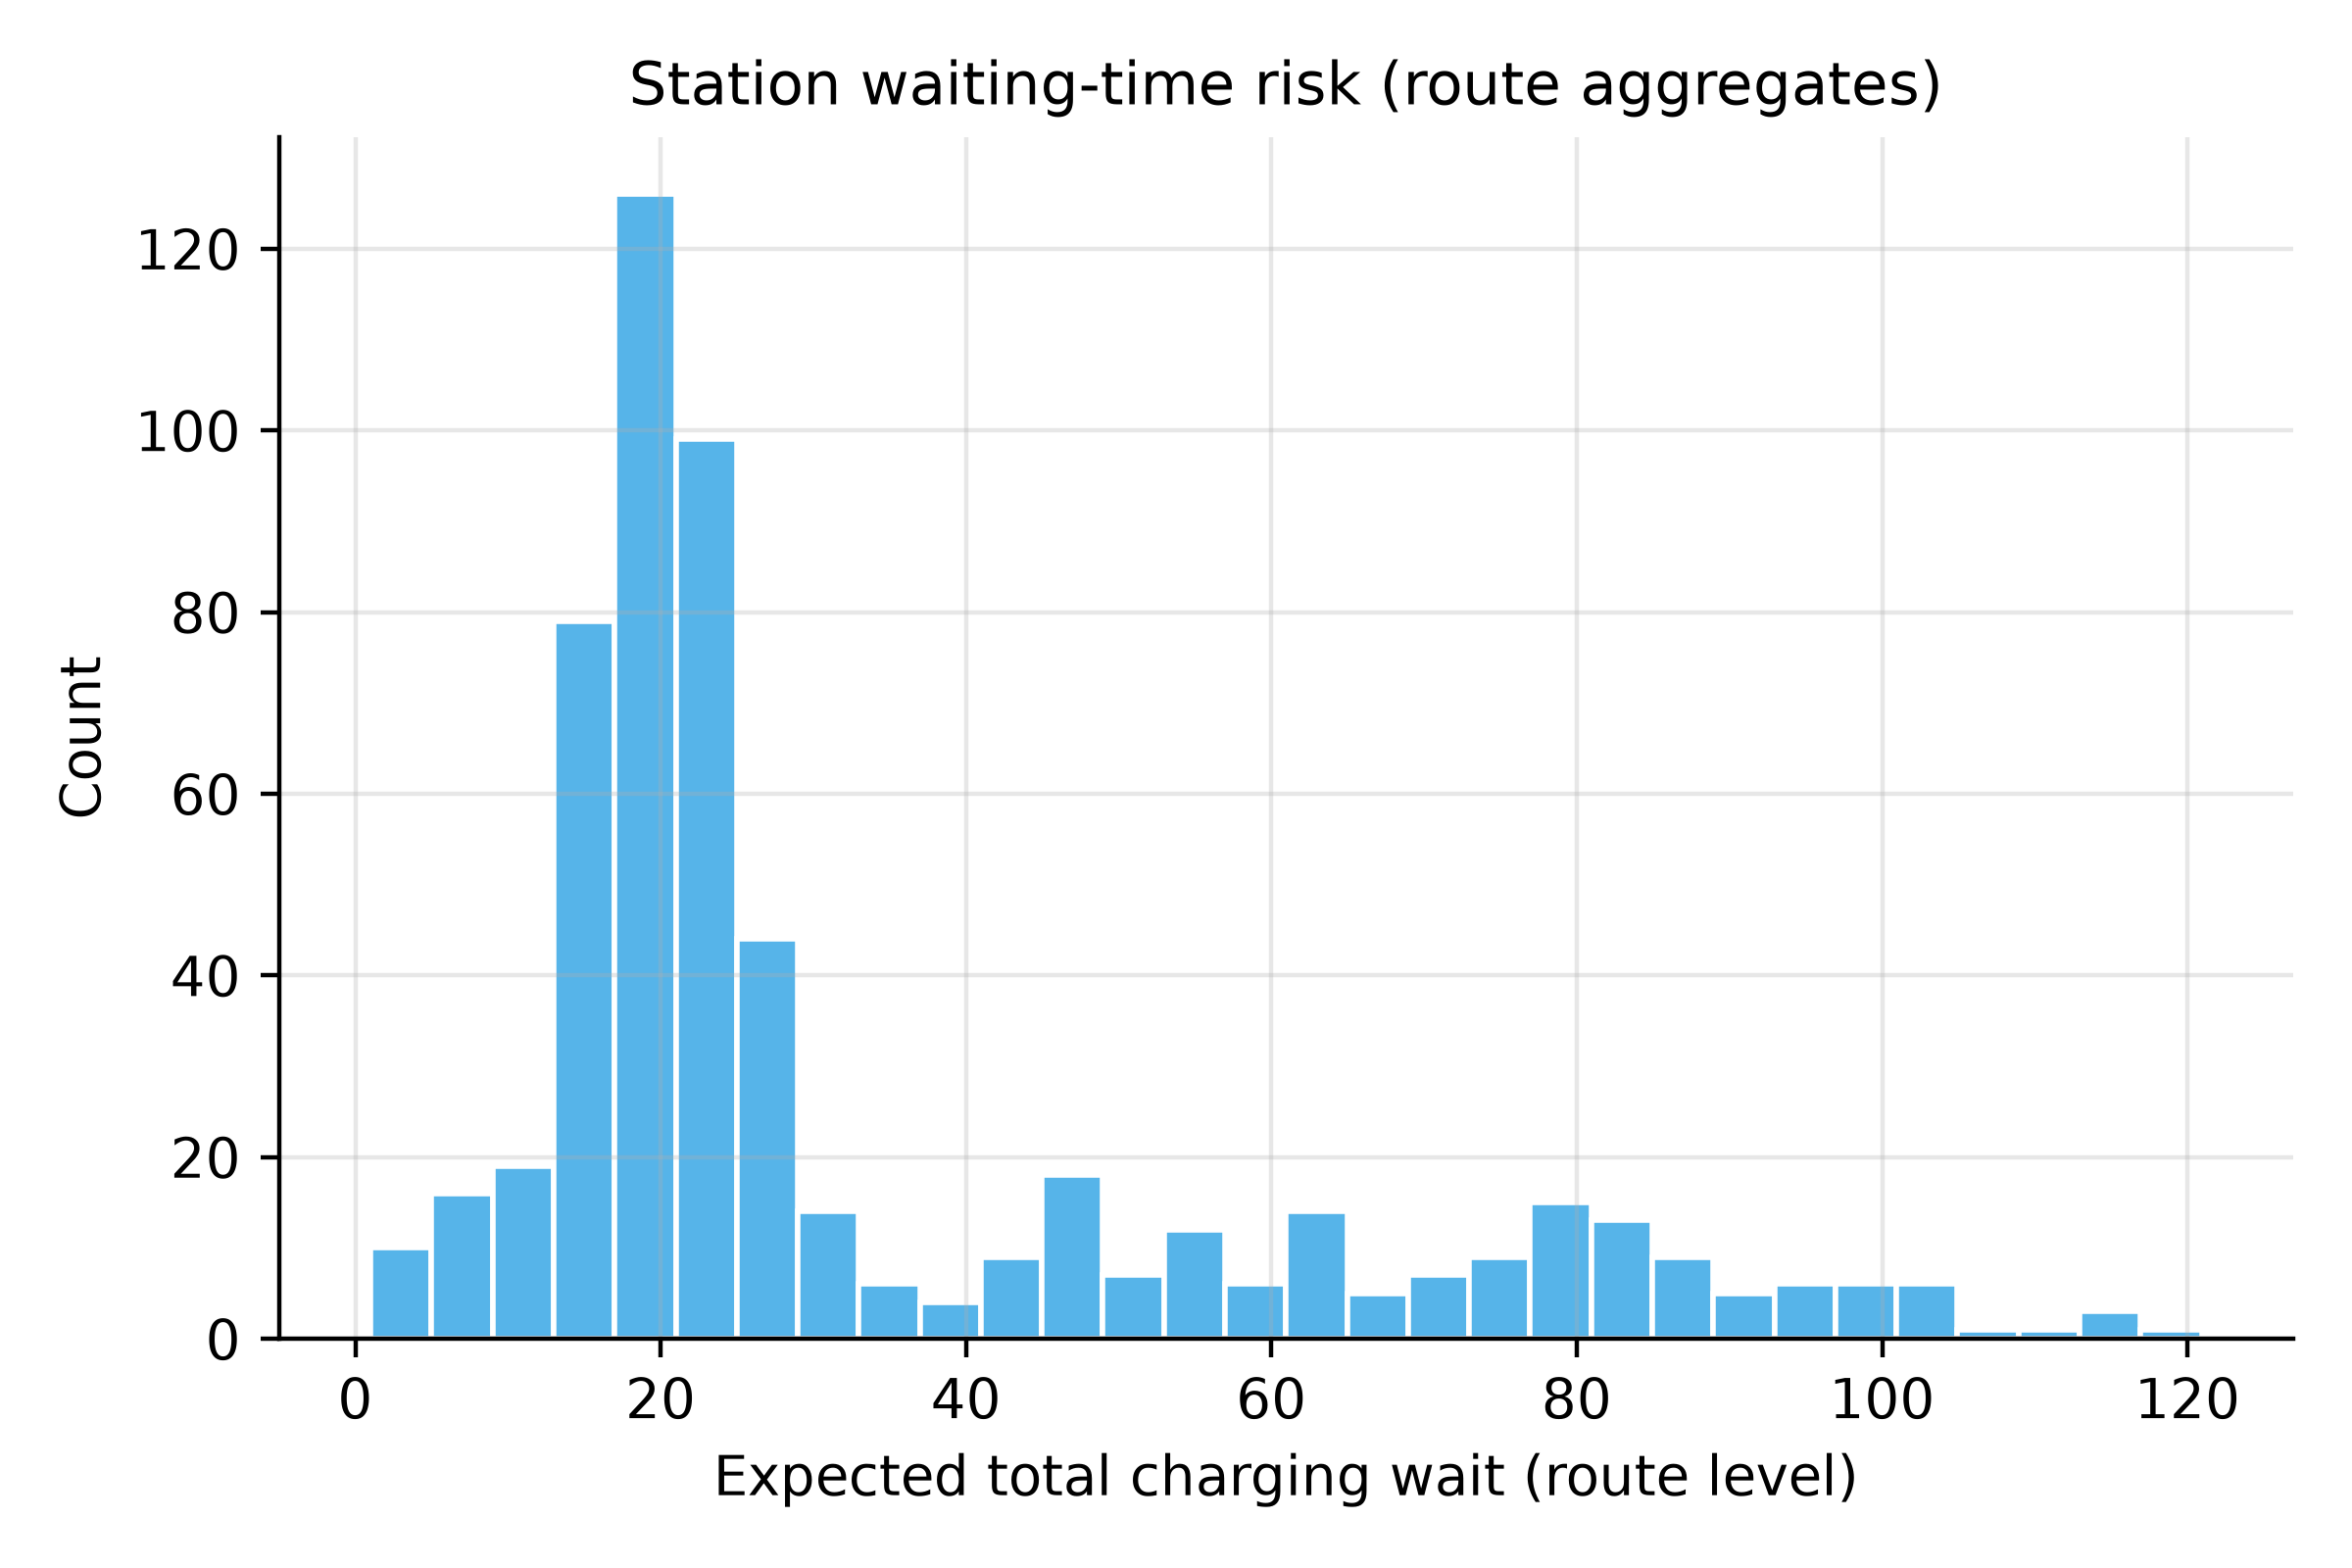 Station waiting-time risk (route aggregates)
Count
120
100
80
60
40
20
0
0 20 40 60 80 100 120
Expected total charging wait (route level)